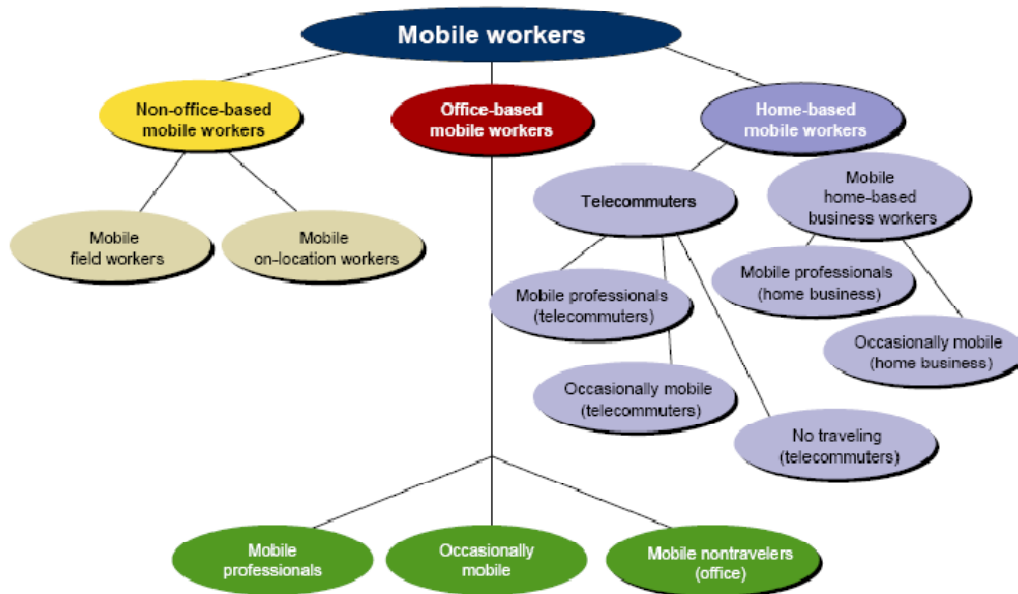 Mobile workers
Non-office-based
mobile workers
Office-based
mobile workers
Home-based
mobile workers
Mobile
field workers
Mobile
on-location workers
Telecommuters
Mobile
home-based
business workers
Mobile professionals
(telecommuters)
Mobile professionals
(home business)
Occasionally mobile
(telecommuters)
Occasionally mobile
(home business)
No traveling
(telecommuters)
Mobile
professionals
Occasionally
mobile
Mobile nontravelers
(office)